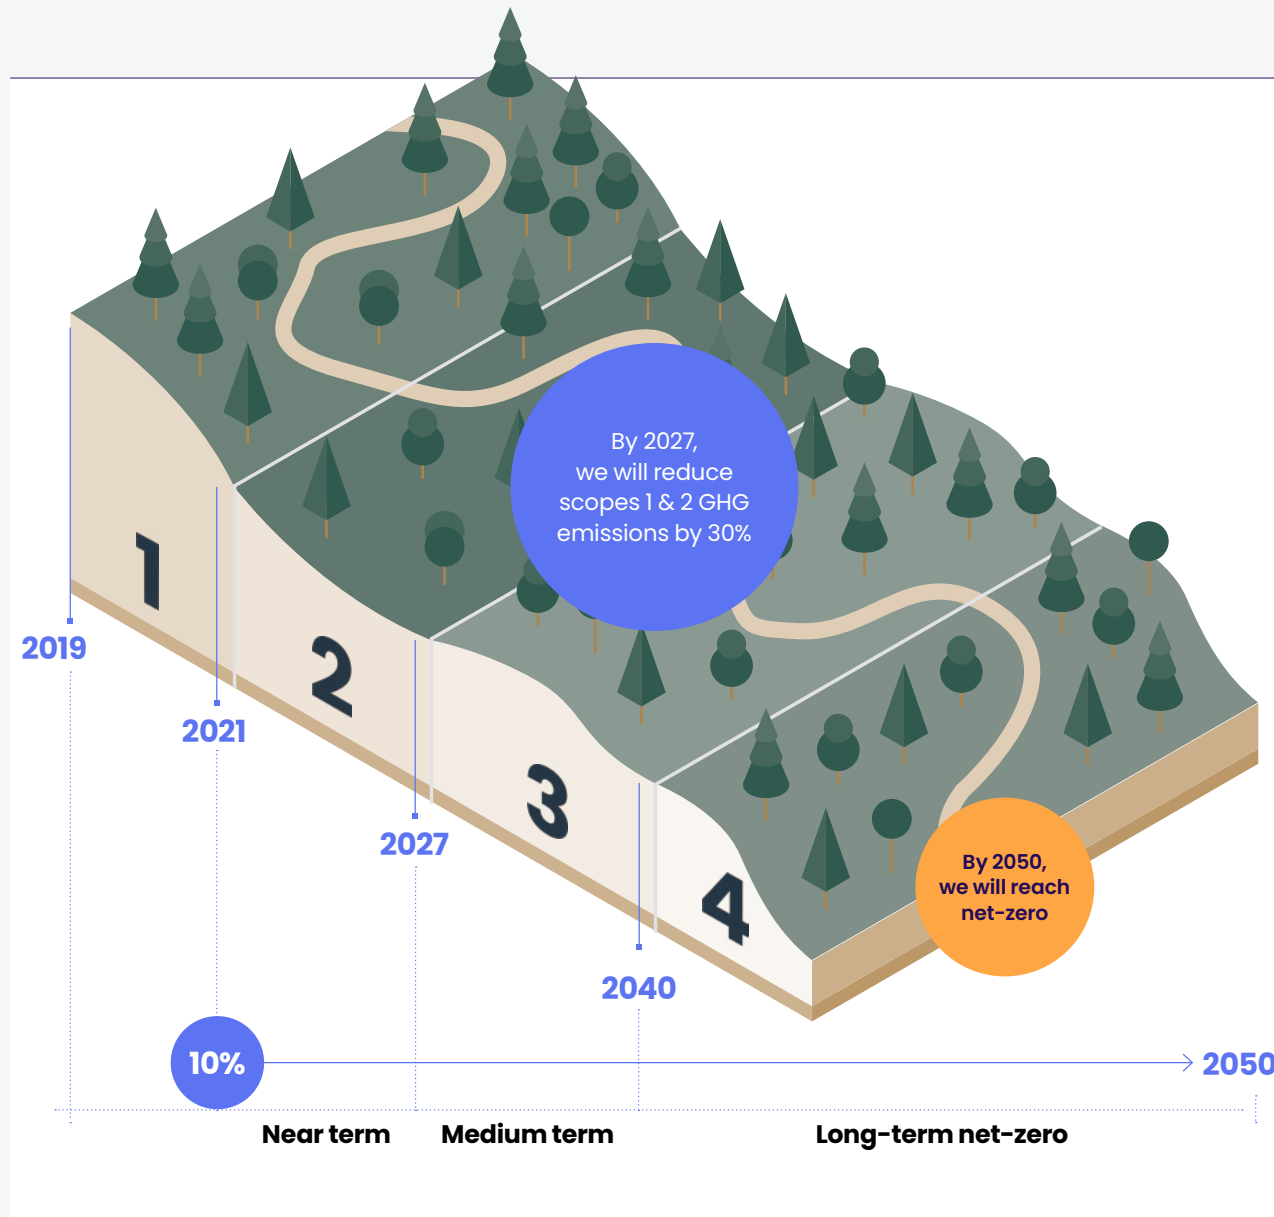 By 2027,
we will reduce
scopes 1 & 2 GHG
emissions by 30%
1
2019
2
2021
3
2027
4
By 2050,
we will reach
net-zero
2040
10%
2050
Near term
Medium term
Long-term net-zero